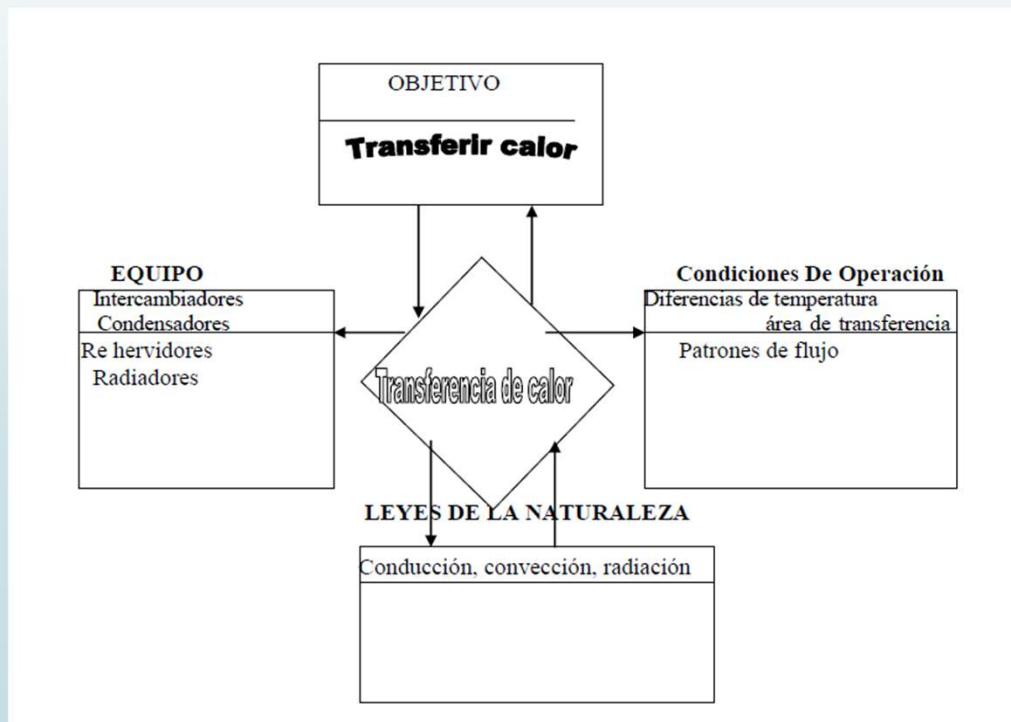 OBJETIVO
Transferir calor
EQUIPO
Intercambiadores
Condensadores
Re hervidores
Radiadores
Condiciones De Operación
Diferencias de temperatura
área de transferencia
Patrones de flujo
Transferencia de calor
LEYES DE LA NATURALEZA
Conducción, convección, radiación